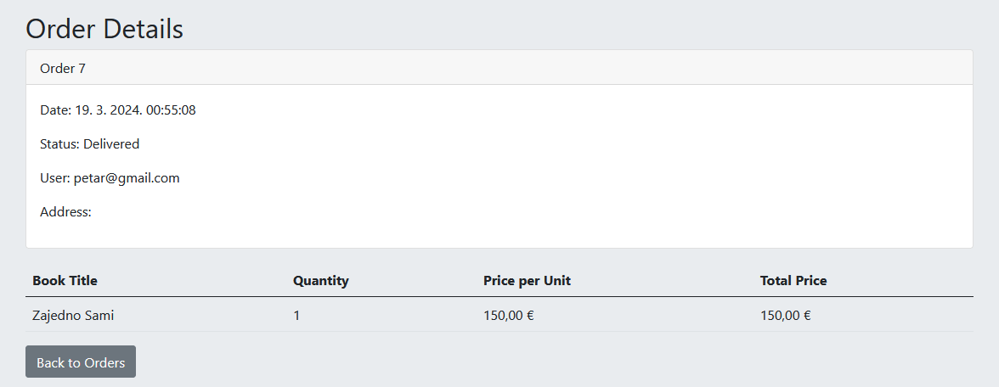 Order Details
Order 7
Date: 19. 3. 2024. 00:55:08
Status: Delivered
User: petar@gmail.com
Address:
Book Title Quantity Price per Unit Total Price
Zajedno Sami 1 150,00 € 150,00 €
Back to Orders